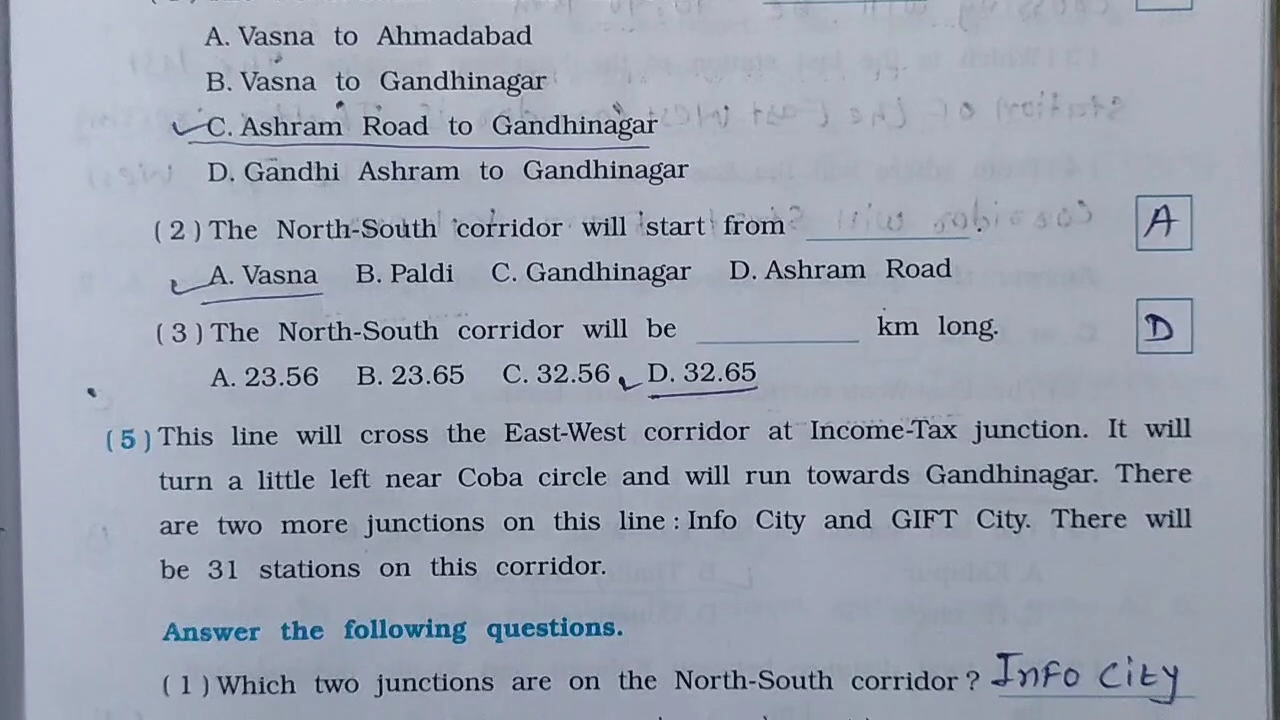 A. Vasna to Ahmadabad
B. Vasna to Gandhinagar
C. Ashram Road to Gandhinagar
D. Gandhi Ashram to Gandhinagar
(2) The North-South corridor will start from ________. A
A. Vasna B. Paldi C. Gandhinagar D. Ashram Road
(3) The North-South corridor will be ________ km long. D
A. 23.56 B. 23.65 C. 32.56 D. 32.65
(5) This line will cross the East-West corridor at Income-Tax junction. It will
turn a little left near Coba circle and will run towards Gandhinagar. There
are two more junctions on this line : Info City and GIFT City. There will
be 31 stations on this corridor.
Answer the following questions.
(1) Which two junctions are on the North-South corridor? Info City